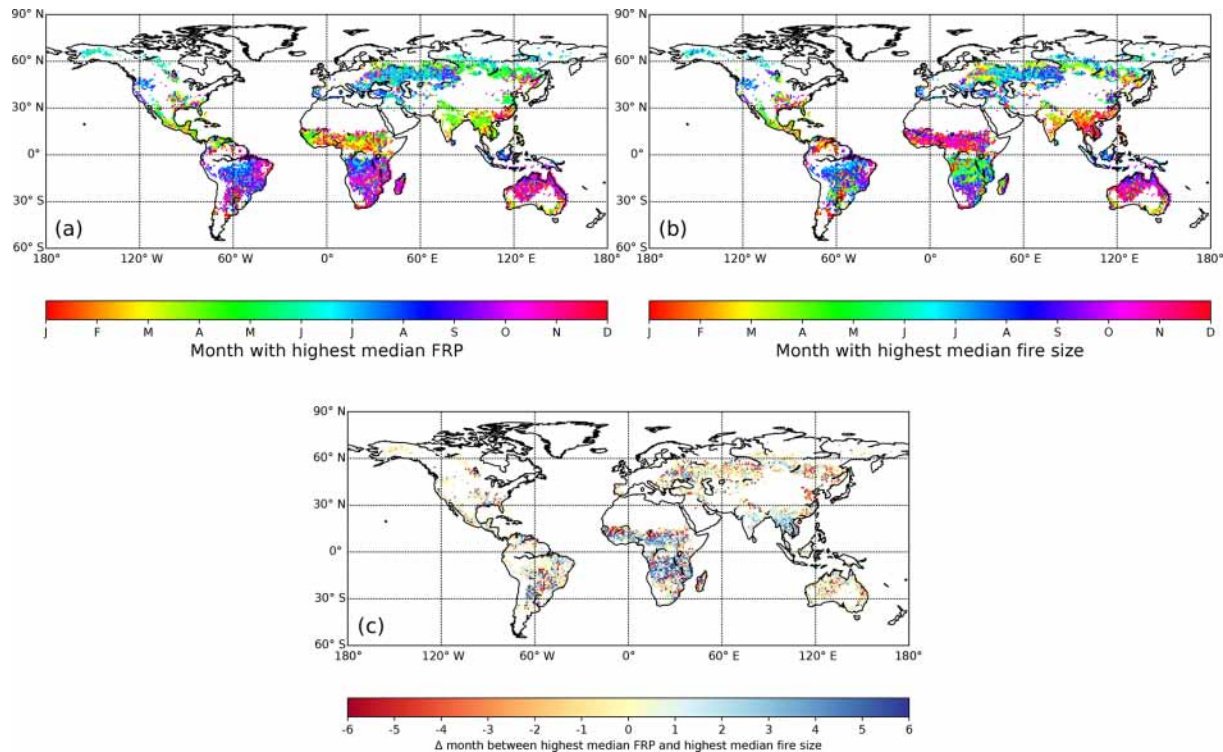 90° N
60° N
30° N
0°
30° S
60° S
(a)
180° 120° W 60° W 0° 60° E 120° E 180°
90° N
60° N
30° N
0°
30° S
60° S
(b)
180° 120° W 60° W 0° 60° E 120° E 180°
J F M A M J J A S O N D
Month with highest median FRP
J F M A M J J A S O N D
Month with highest median fire size
90° N
60° N
30° N
0°
30° S
60° S
(c)
180° 120° W 60° W 0° 60° E 120° E 180°
-6 -5 -4 -3 -2 -1 0 1 2 3 4 5 6
Δ month between highest median FRP and highest median fire size